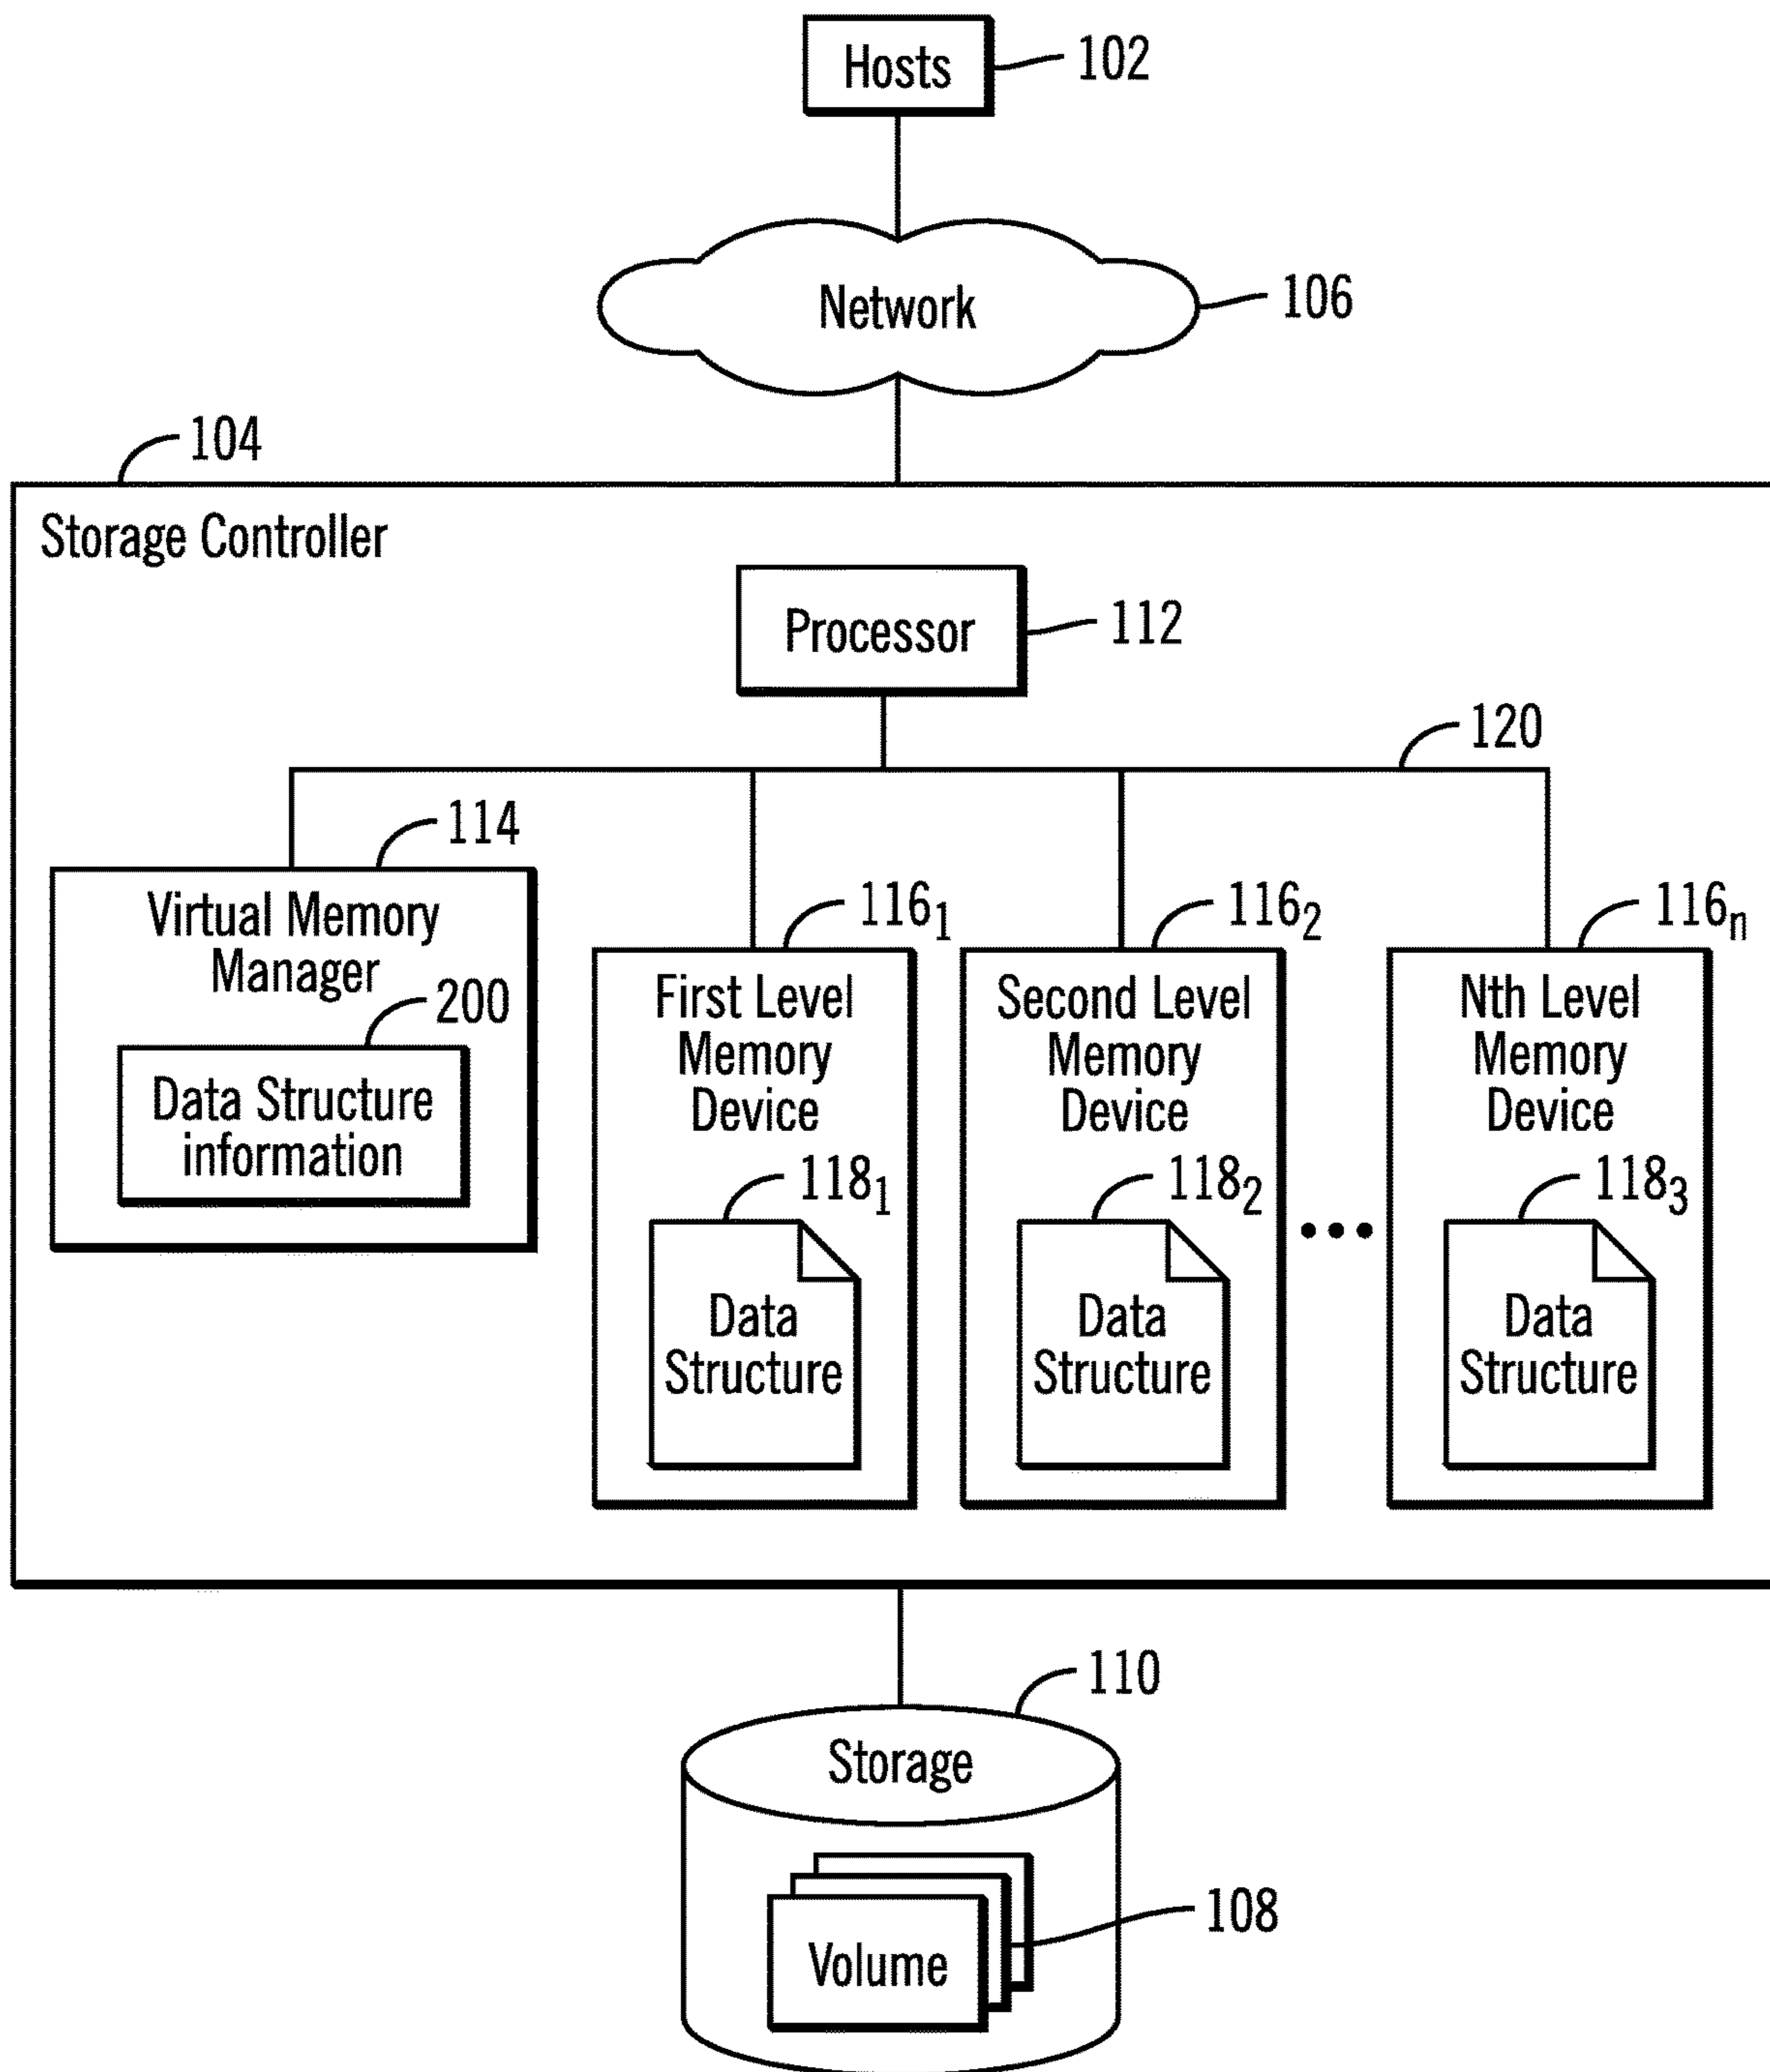 Hosts
102
Network
106
104
Storage Controller
Processor
112
120
114
Virtual Memory
Manager
200
Data Structure
information
116₁
First Level
Memory
Device
118₁
Data
Structure
116₂
Second Level
Memory
Device
118₂
Data
Structure
...
116ₙ
Nth Level
Memory
Device
118₃
Data
Structure
110
Storage
108
Volume